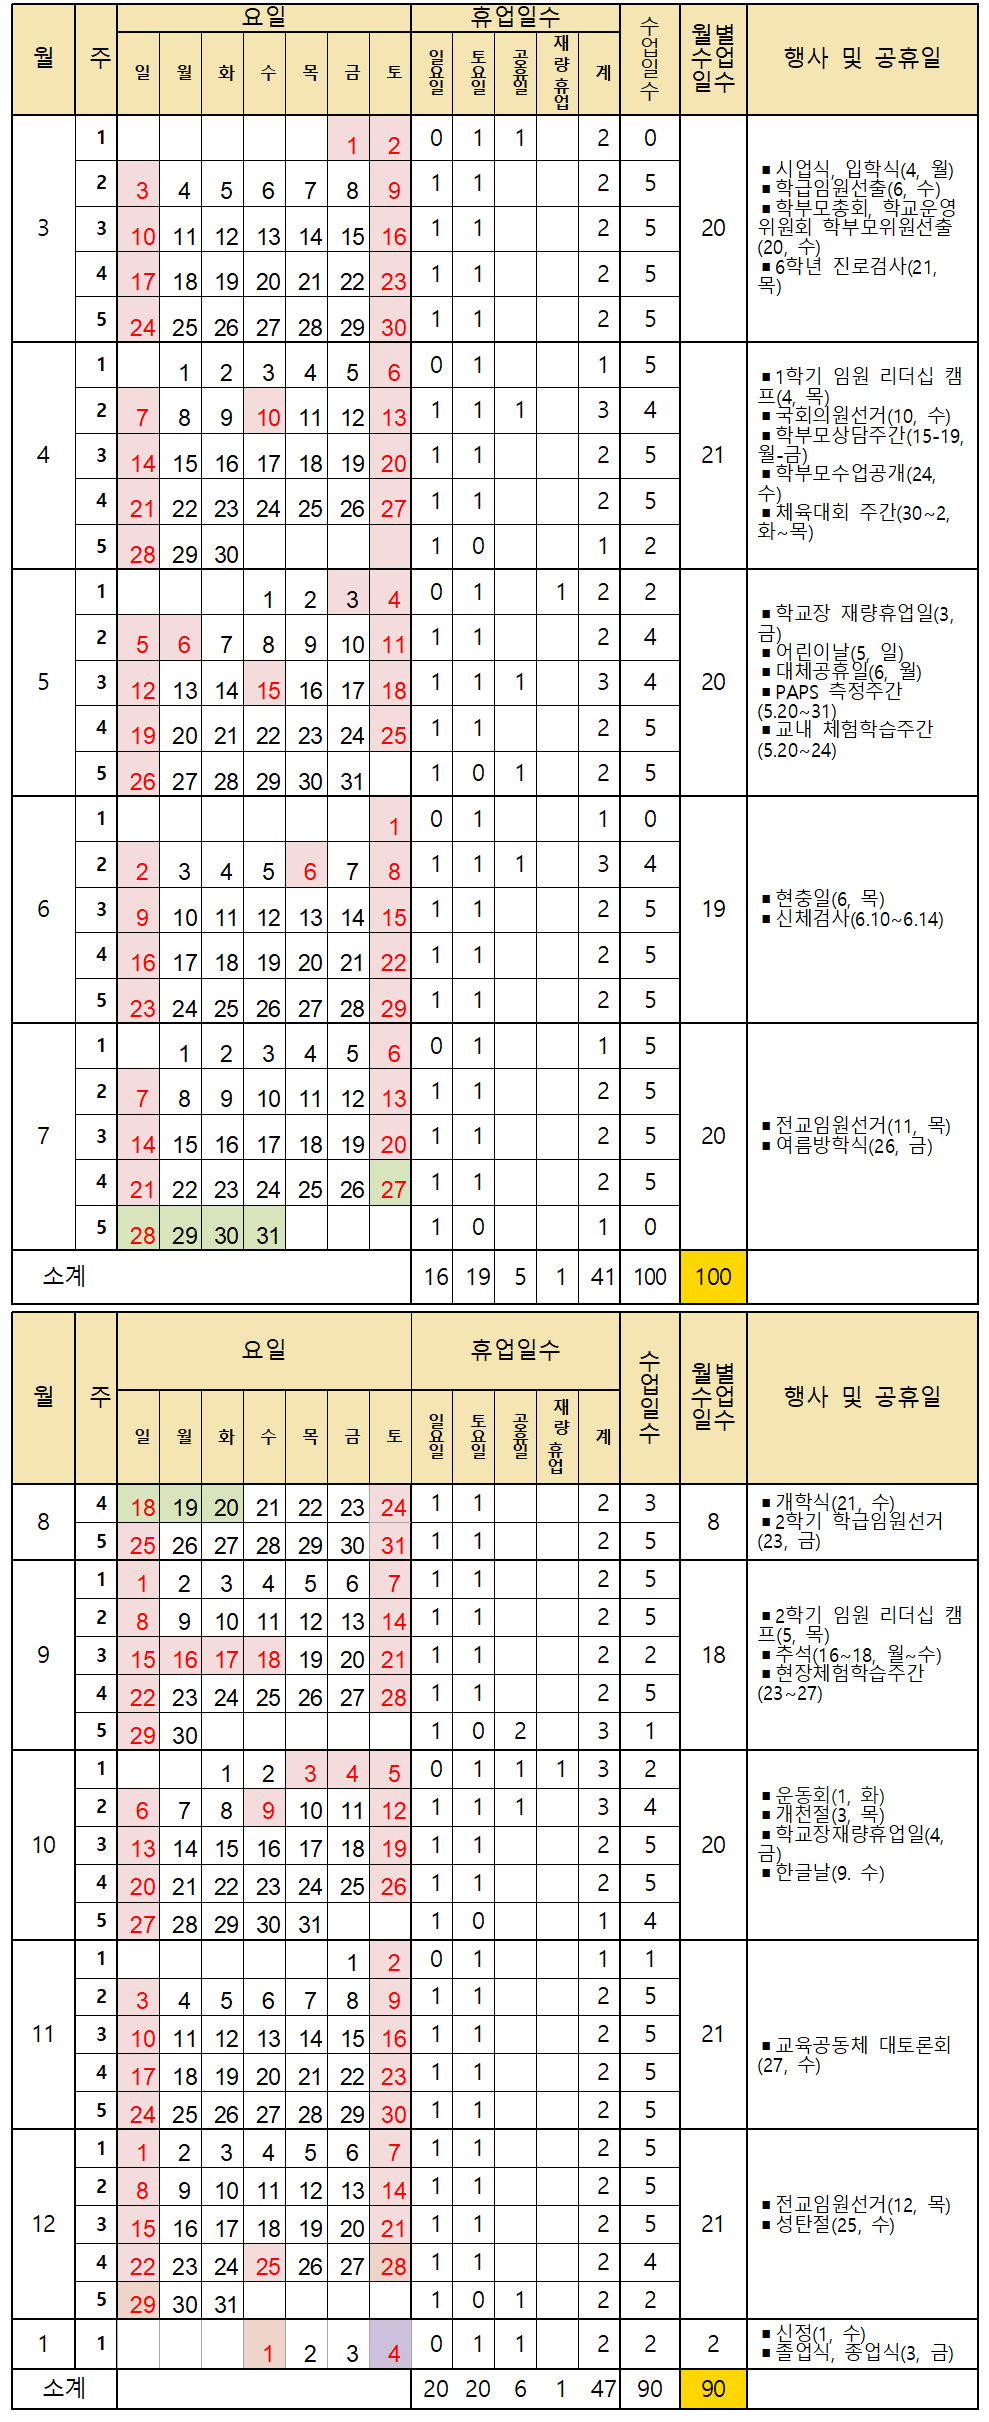 월 주 요일 휴업일수 수업일수 월별수업일수 행사 및 공휴일
일 월 화 수 목 금 토 일요일 토요일 공휴일 재량휴업 계
3 20
1 1 2 0 1 1 2 0
2 3 4 5 6 7 8 9 1 1 2 5
3 10 11 12 13 14 15 16 1 1 2 5
4 17 18 19 20 21 22 23 1 1 2 5
5 24 25 26 27 28 29 30 1 1 2 5
▪시업식, 입학식(4, 월)
▪학급임원선출(6, 수)
▪학부모총회, 학교운영
위원회 학부모위원선출
(20, 수)
▪6학년 진로검사(21,
목)
4 21
1 1 2 3 4 5 6 0 1 1 5
2 7 8 9 10 11 12 13 1 1 1 3 4
3 14 15 16 17 18 19 20 1 1 2 5
4 21 22 23 24 25 26 27 1 1 2 5
5 28 29 30 1 0 1 2
▪1학기 임원 리더십 캠
프(4, 목)
▪국회의원선거(10, 수)
▪학부모상담주간(15-19,
월-금)
▪학부모수업공개(24,
수)
▪체육대회 주간(30~2,
화~목)
5 20
1 1 2 3 4 0 1 1 2 2
2 5 6 7 8 9 10 11 1 1 2 4
3 12 13 14 15 16 17 18 1 1 1 3 4
4 19 20 21 22 23 24 25 1 1 2 5
5 26 27 28 29 30 31 1 0 1 2 5
▪학교장 재량휴업일(3,
금)
▪어린이날(5, 일)
▪대체공휴일(6, 월)
▪PAPS 측정주간
(5.20~31)
▪교내 체험학습주간
(5.20~24)
6 19
1 1 0 1 1 0
2 2 3 4 5 6 7 8 1 1 1 3 4
3 9 10 11 12 13 14 15 1 1 2 5
4 16 17 18 19 20 21 22 1 1 2 5
5 23 24 25 26 27 28 29 1 1 2 5
▪현충일(6, 목)
▪신체검사(6.10~6.14)
7 20
1 1 2 3 4 5 6 0 1 1 5
2 7 8 9 10 11 12 13 1 1 2 5
3 14 15 16 17 18 19 20 1 1 2 5
4 21 22 23 24 25 26 27 1 1 2 5
5 28 29 30 31 1 0 1 0
▪전교임원선거(11, 목)
▪여름방학식(26, 금)
소계 16 19 5 1 41 100 100
월 주 요일 휴업일수 수업일수 월별수업일수 행사 및 공휴일
일 월 화 수 목 금 토 일요일 토요일 공휴일 재량휴업 계
8 8
4 18 19 20 21 22 23 24 1 1 2 3
5 25 26 27 28 29 30 31 1 1 2 5
▪개학식(21, 수)
▪2학기 학급임원선거
(23, 금)
9 18
1 1 2 3 4 5 6 7 1 1 2 5
2 8 9 10 11 12 13 14 1 1 2 5
3 15 16 17 18 19 20 21 1 1 2 2
4 22 23 24 25 26 27 28 1 1 2 5
5 29 30 1 0 2 3 1
▪2학기 임원 리더십 캠
프(5, 목)
▪추석(16~18, 월~수)
▪현장체험학습주간
(23~27)
10 20
1 1 2 3 4 5 0 1 1 1 3 2
2 6 7 8 9 10 11 12 1 1 1 3 4
3 13 14 15 16 17 18 19 1 1 2 5
4 20 21 22 23 24 25 26 1 1 2 5
5 27 28 29 30 31 1 0 1 4
▪운동회(1, 화)
▪개천절(3, 목)
▪학교장재량휴업일(4,
금)
▪한글날(9. 수)
11 21
1 1 2 0 1 1 1
2 3 4 5 6 7 8 9 1 1 2 5
3 10 11 12 13 14 15 16 1 1 2 5
4 17 18 19 20 21 22 23 1 1 2 5
5 24 25 26 27 28 29 30 1 1 2 5
▪교육공동체 대토론회
(27, 수)
12 21
1 1 2 3 4 5 6 7 1 1 2 5
2 8 9 10 11 12 13 14 1 1 2 5
3 15 16 17 18 19 20 21 1 1 2 5
4 22 23 24 25 26 27 28 1 1 2 4
5 29 30 31 1 0 1 2 2
▪전교임원선거(12, 목)
▪성탄절(25, 수)
1 1 1 2 3 4 0 1 1 2 2 2
▪신정(1, 수)
▪졸업식, 종업식(3, 금)
소계 20 20 6 1 47 90 90